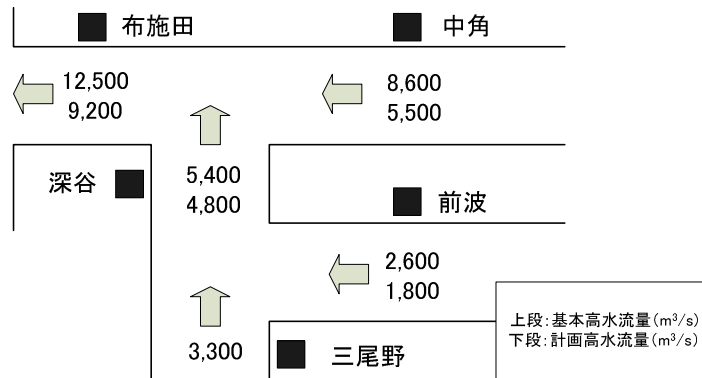 布施田
中角
12,500
9,200
8,600
5,500
深谷
5,400
4,800
前波
2,600
1,800
3,300
三尾野
上段:基本高水流量(m³/s)
下段:計画高水流量(m³/s)